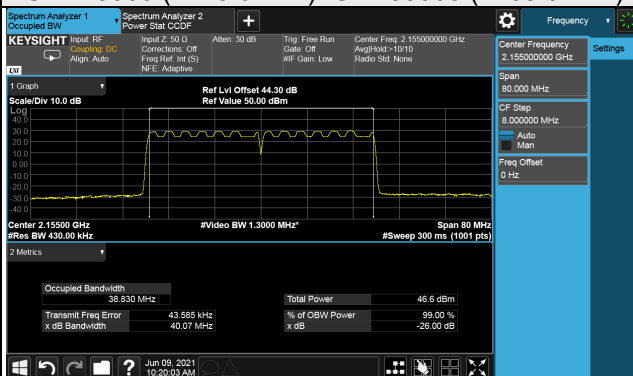 Spectrum Analyzer 1
Occupied BW
Spectrum Analyzer 2
Power Stat CCDF
Frequency
KEYSIGHT
Input: RF
Coupling: DC
Align: Auto
Input Z: 50 Ω
Corrections: Off
Freq Ref: Int (S)
NFE: Adaptive
Atten: 30 dB
Trig: Free Run
Gate: Off
#IF Gain: Low
Center Freq: 2.155000000 GHz
Avg|Hold:>10/10
Radio Std: None
LXI
Center Frequency
2.155000000 GHz
Settings
Span
80.000 MHz
CF Step
8.000000 MHz
Auto
Man
Freq Offset
0 Hz
1 Graph
Scale/Div 10.0 dB
Ref Lvl Offset 44.30 dB
Ref Value 50.00 dBm
Log
40.0
30.0
20.0
10.0
0.00
-10.0
-20.0
-30.0
-40.0
Center 2.15500 GHz
#Res BW 430.00 kHz
#Video BW 1.3000 MHz*
Span 80 MHz
#Sweep 300 ms (1001 pts)
2 Metrics
Occupied Bandwidth
38.830 MHz
Total Power
46.6 dBm
Transmit Freq Error
43.585 kHz
% of OBW Power
99.00 %
x dB Bandwidth
40.07 MHz
x dB
-26.00 dB
?
Jun 09, 2021
10:20:03 AM